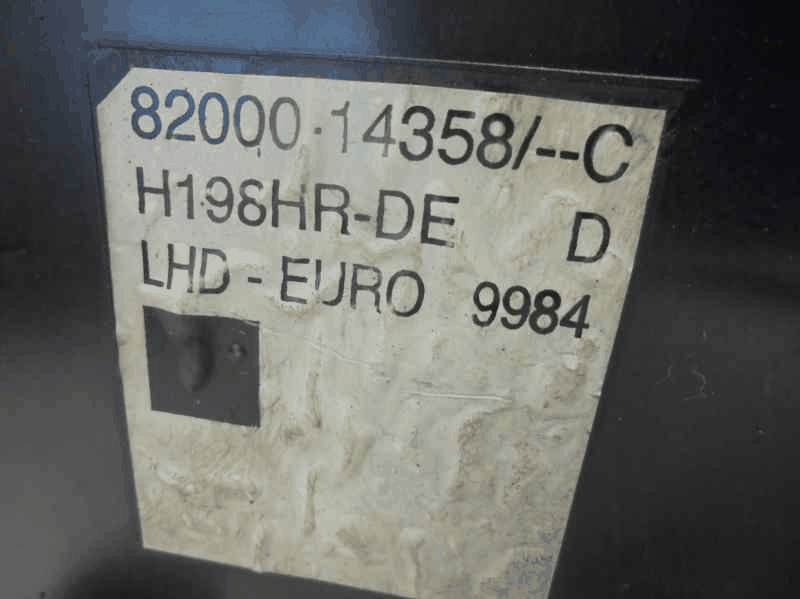 82000-14358/--C
H198HR-DE D
LHD - EURO 9984